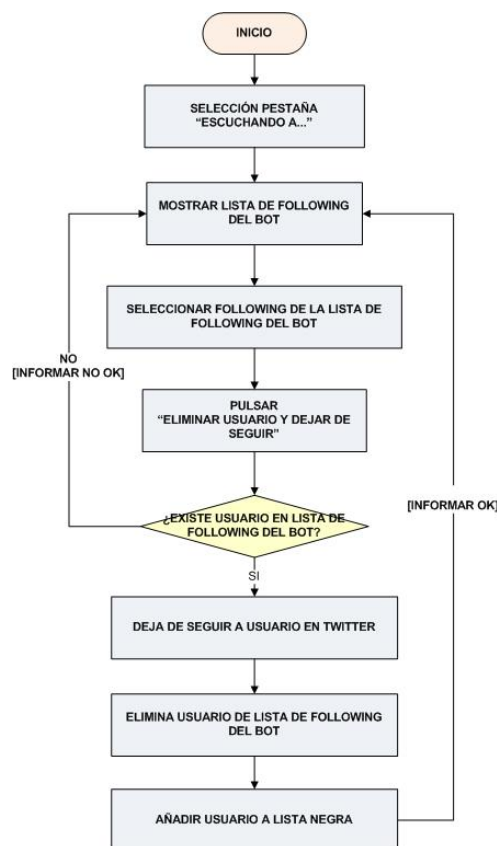 INICIO
SELECCIÓN PESTAÑA
“ESCUCHANDO A...”
MOSTRAR LISTA DE FOLLOWING
DEL BOT
SELECCIONAR FOLLOWING DE LA LISTA DE
FOLLOWING DEL BOT
NO
[INFORMAR NO OK]
PULSAR
“ELIMINAR USUARIO Y DEJAR DE
SEGUIR”
[INFORMAR OK]
¿EXISTE USUARIO EN LISTA DE
FOLLOWING DEL BOT?
SI
DEJA DE SEGUIR A USUARIO EN TWITTER
ELIMINA USUARIO DE LISTA DE FOLLOWING
DEL BOT
AÑADIR USUARIO A LISTA NEGRA